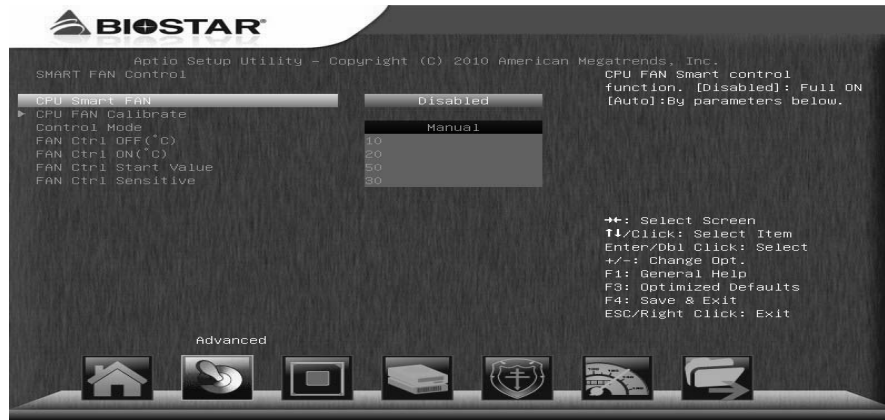 BIOSTAR
Aptio Setup Utility – Copyright (C) 2010 American Megatrends, Inc.
SMART FAN Control
CPU Smart FAN Disabled
CPU FAN Calibrate
Control Mode Manual
FAN Ctrl OFF(°C) 10
FAN Ctrl ON(°C) 20
FAN Ctrl Start Value 50
FAN Ctrl Sensitive 30
CPU FAN Smart control
function. [Disabled]: Full ON
[Auto]:By parameters below.
→←: Select Screen
↑↓/Click: Select Item
Enter/Dbl Click: Select
+/-: Change Opt.
F1: General Help
F3: Optimized Defaults
F4: Save & Exit
ESC/Right Click: Exit
Advanced